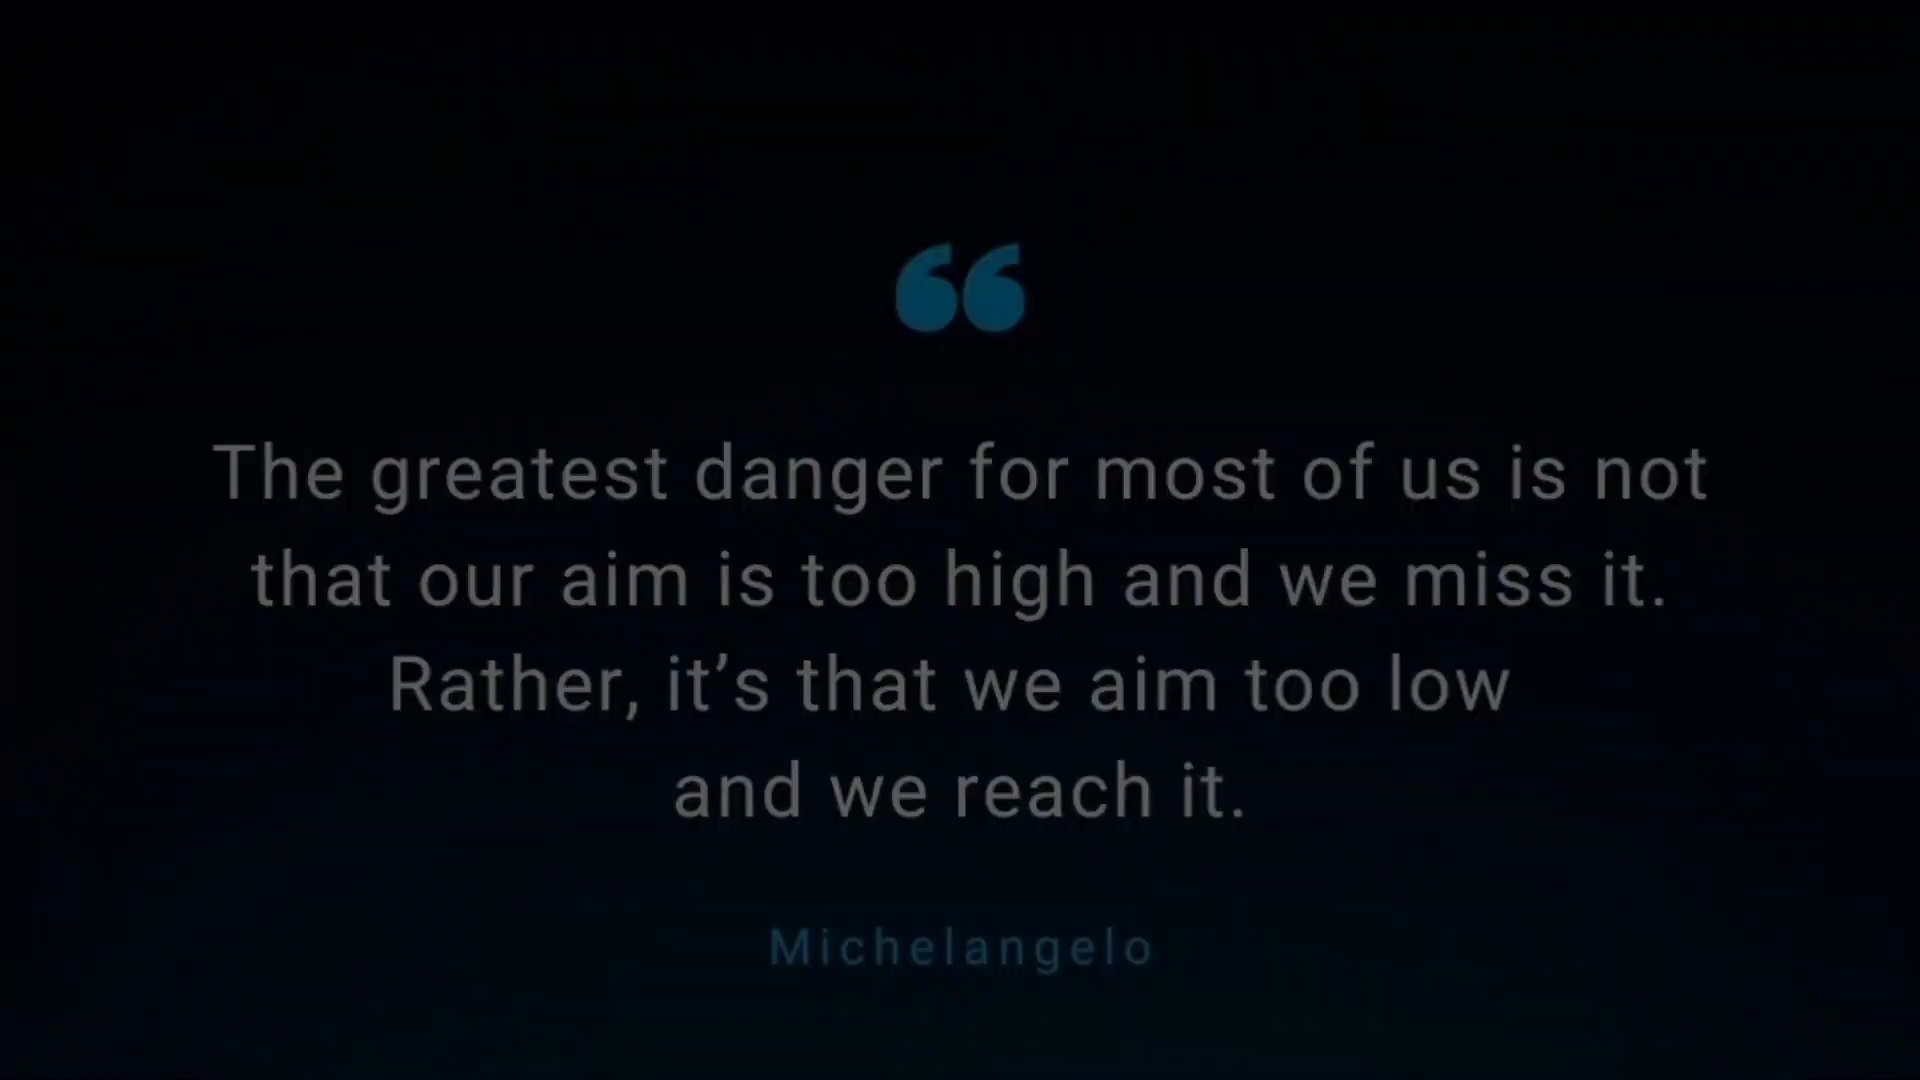 “
The greatest danger for most of us is not
that our aim is too high and we miss it.
Rather, it’s that we aim too low
and we reach it.
Michelangelo